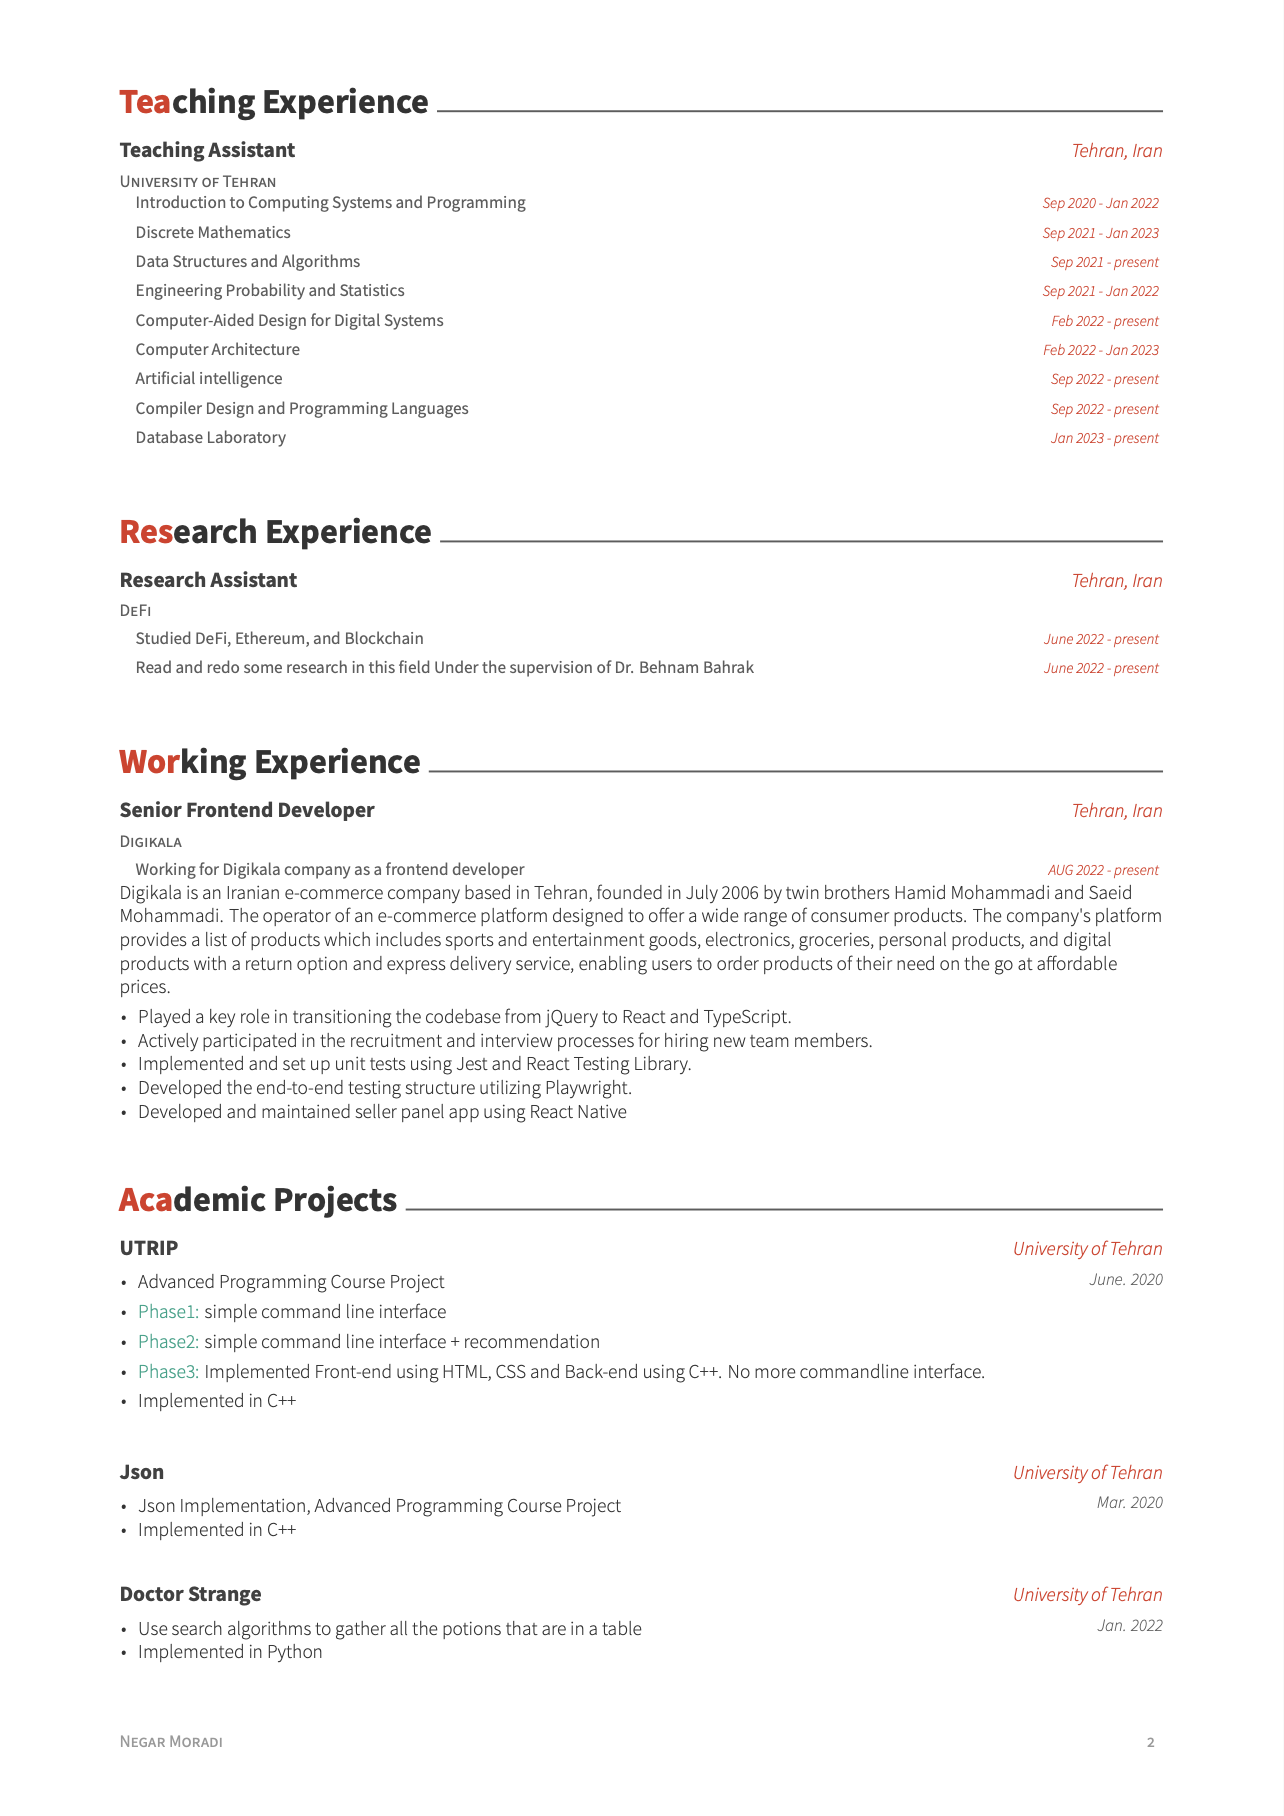 Teaching Experience
Teaching Assistant Tehran, Iran
University of Tehran
Introduction to Computing Systems and Programming Sep 2020 - Jan 2022
Discrete Mathematics Sep 2021 - Jan 2023
Data Structures and Algorithms Sep 2021 - present
Engineering Probability and Statistics Sep 2021 - Jan 2022
Computer-Aided Design for Digital Systems Feb 2022 - present
Computer Architecture Feb 2022 - Jan 2023
Artificial intelligence Sep 2022 - present
Compiler Design and Programming Languages Sep 2022 - present
Database Laboratory Jan 2023 - present
Research Experience
Research Assistant Tehran, Iran
DeFi
Studied DeFi, Ethereum, and Blockchain June 2022 - present
Read and redo some research in this field Under the supervision of Dr. Behnam Bahrak June 2022 - present
Working Experience
Senior Frontend Developer Tehran, Iran
Digikala
Working for Digikala company as a frontend developer AUG 2022 - present
Digikala is an Iranian e-commerce company based in Tehran, founded in July 2006 by twin brothers Hamid Mohammadi and Saeid
Mohammadi. The operator of an e-commerce platform designed to offer a wide range of consumer products. The company's platform
provides a list of products which includes sports and entertainment goods, electronics, groceries, personal products, and digital
products with a return option and express delivery service, enabling users to order products of their need on the go at affordable
prices.
• Played a key role in transitioning the codebase from jQuery to React and TypeScript.
• Actively participated in the recruitment and interview processes for hiring new team members.
• Implemented and set up unit tests using Jest and React Testing Library.
• Developed the end-to-end testing structure utilizing Playwright.
• Developed and maintained seller panel app using React Native
Academic Projects
UTRIP University of Tehran
• Advanced Programming Course Project June. 2020
• Phase1: simple command line interface
• Phase2: simple command line interface + recommendation
• Phase3: Implemented Front-end using HTML, CSS and Back-end using C++. No more commandline interface.
• Implemented in C++
Json University of Tehran
• Json Implementation, Advanced Programming Course Project Mar. 2020
• Implemented in C++
Doctor Strange University of Tehran
• Use search algorithms to gather all the potions that are in a table Jan. 2022
• Implemented in Python
Negar Moradi 2